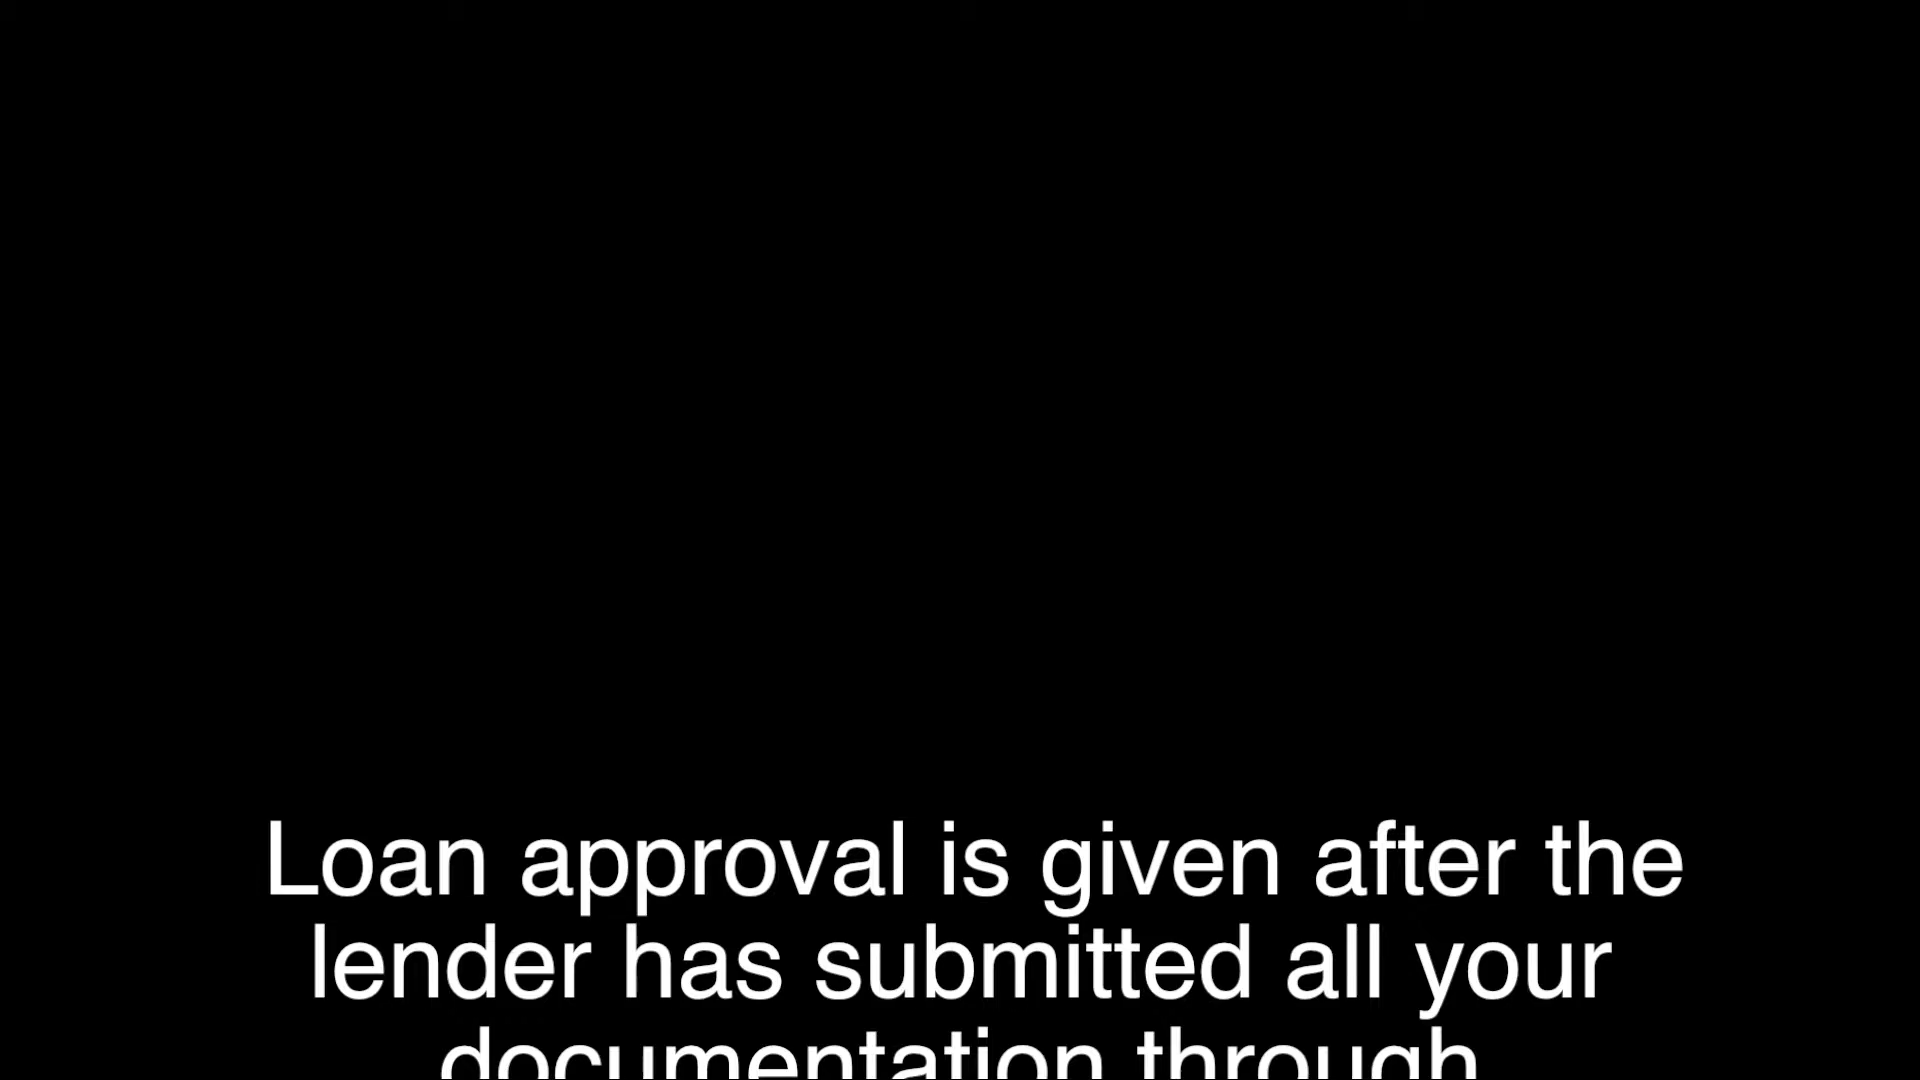 Loan approval is given after the
lender has submitted all your
documentation through